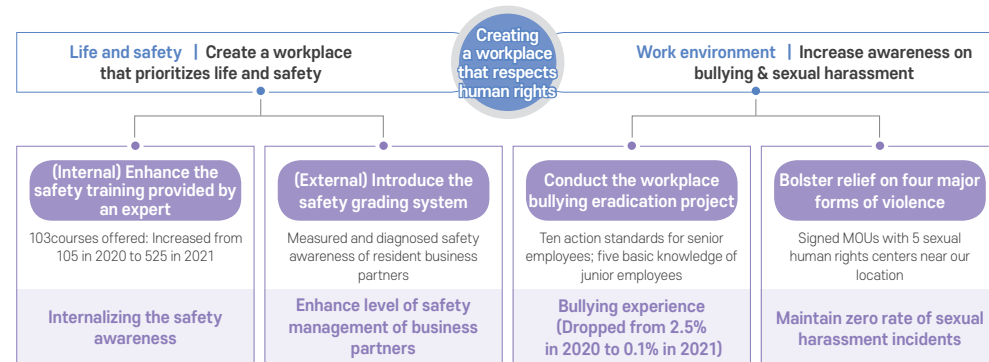 Life and safety | Create a workplace
that prioritizes life and safety
Creating
a workplace
that respects
human rights
Work environment | Increase awareness on
bullying & sexual harassment
(Internal) Enhance the
safety training provided by
an expert
103courses offered: Increased from
105 in 2020 to 525 in 2021
Internalizing the safety
awareness
(External) Introduce the
safety grading system
Measured and diagnosed safety
awareness of resident business
partners
Enhance level of safety
management of business
partners
Conduct the workplace
bullying eradication project
Ten action standards for senior
employees; five basic knowledge of
junior employees
Bullying experience
(Dropped from 2.5%
in 2020 to 0.1% in 2021)
Bolster relief on four major
forms of violence
Signed MOUs with 5 sexual
human rights centers near our
location
Maintain zero rate of sexual
harassment incidents